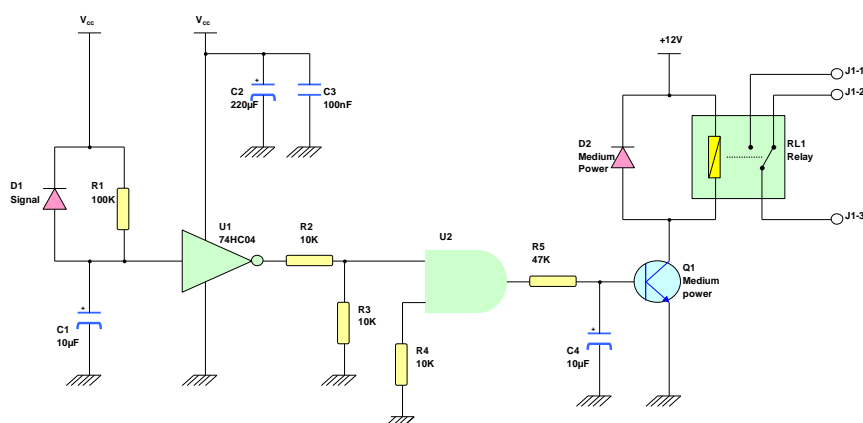 Vcc
Vcc
+12V
J1-1
J1-2
C2
220µF
C3
100nF
D2
Medium
Power
RL1
Relay
D1
Signal
R1
100K
J1-3
U1
74HC04
R2
10K
U2
R5
47K
Q1
Medium
power
R3
10K
C1
10µF
R4
10K
C4
10µF
+
+
+